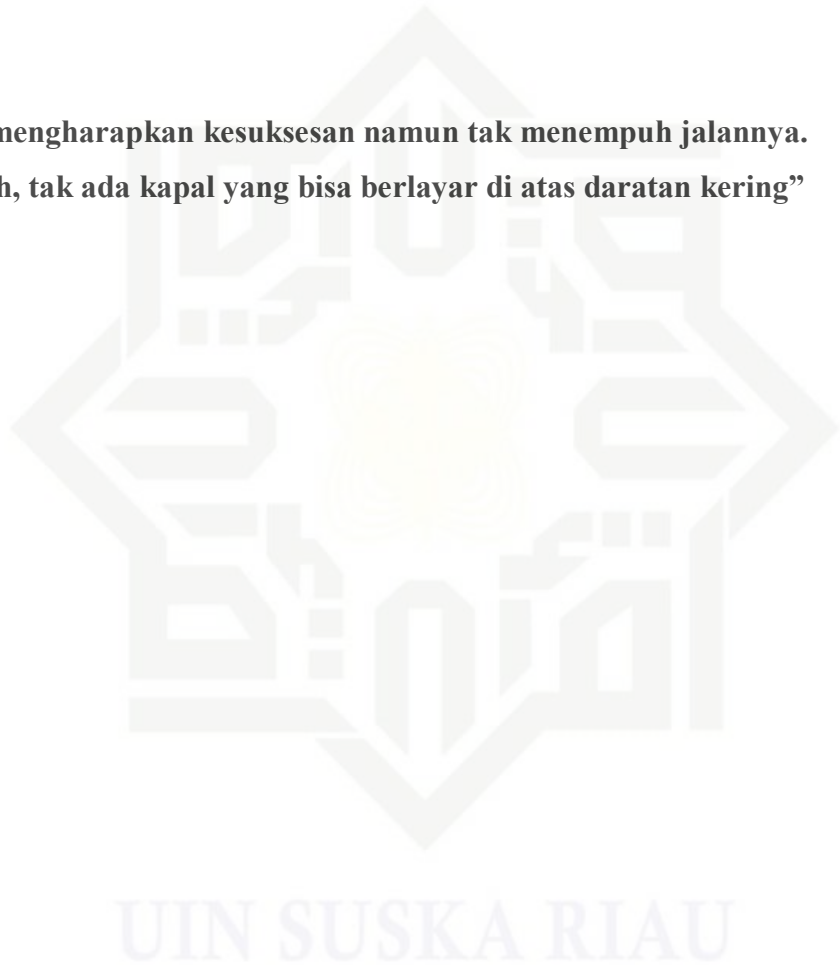 mengharapkan kesuksesan namun tak menempuh jalannya.
h, tak ada kapal yang bisa berlayar di atas daratan kering”
UIN SUSKA RIAU